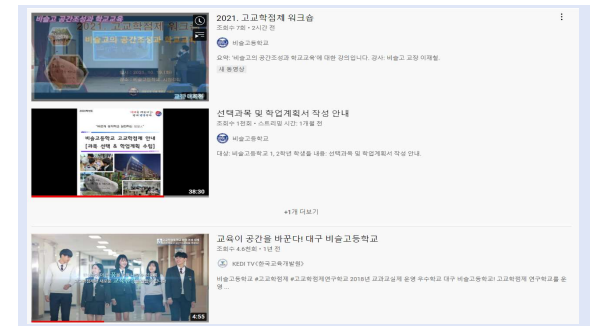 2021. 고교학점제 워크숍
조회수 7회 • 2시간 전
비슬고등학교
요약: '비슬고의 공간조성과 학교교육'에 대한 강의입니다. 강사: 비슬고 교장 이제철.
새 동영상
비슬고등학교 고교학점제 안내
[과목 선택 & 학업계획 수립]
38:30
선택과목 및 학업계획서 작성 안내
조회수 1천회 • 스트리밍 시간: 1개월 전
비슬고등학교
대상: 비슬고등학교 1, 2학년 학생들 내용: 선택과목 및 학업계획서 작성 안내.
+1개 더보기
4:55
교육이 공간을 바꾼다! 대구 비슬고등학교
조회수 4.6천회 • 1년 전
KEDI TV<한국교육개발원>
비슬고등학교 #고교학점제 #고교학점제연구학교 2018년 교과교실제 운영 우수학교 대구 비슬고등학교! 고교학점제 연구학교를 운
영 ...